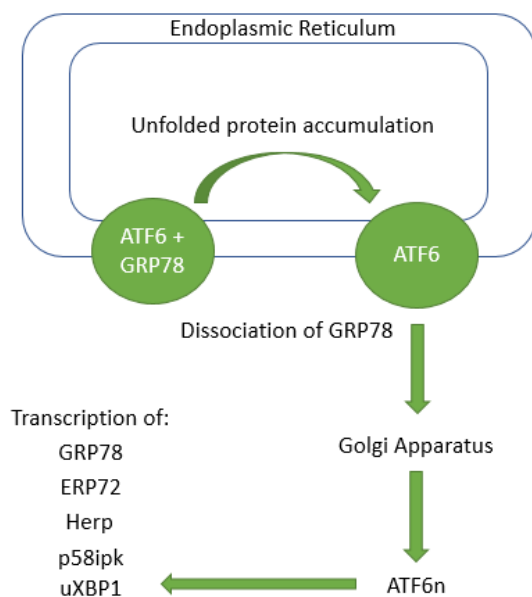 Endoplasmic Reticulum
Unfolded protein accumulation
ATF6 +
GRP78
ATF6
Dissociation of GRP78
Golgi Apparatus
ATF6n
Transcription of:
GRP78
ERP72
Herp
p58ipk
uXBP1